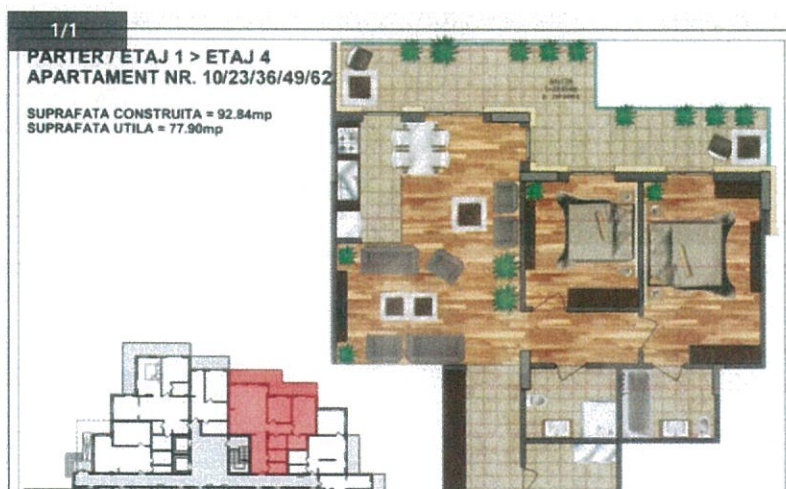 1/1
PARTER / ETAJ 1 > ETAJ 4
APARTAMENT NR. 10/23/36/49/62
SUPRAFATA CONSTRUITA = 92.84mp
SUPRAFATA UTILA = 77.90mp